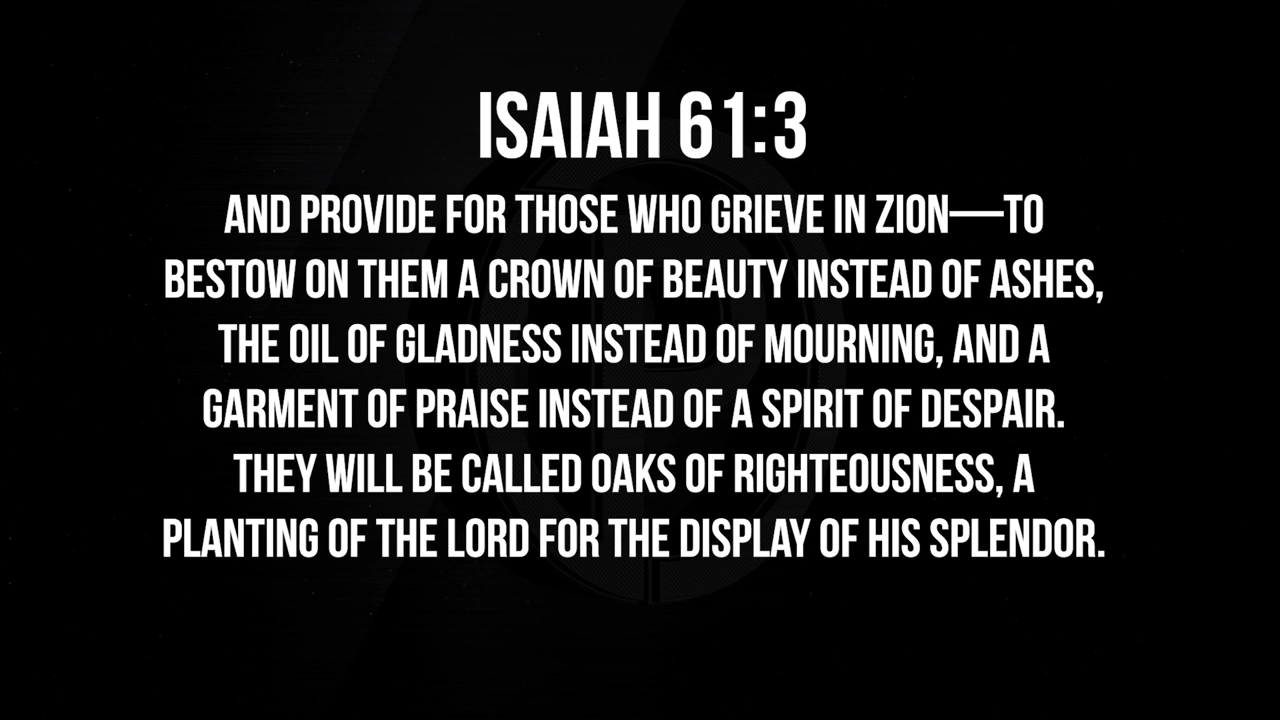 ISAIAH 61:3
AND PROVIDE FOR THOSE WHO GRIEVE IN ZION—TO
BESTOW ON THEM A CROWN OF BEAUTY INSTEAD OF ASHES,
THE OIL OF GLADNESS INSTEAD OF MOURNING, AND A
GARMENT OF PRAISE INSTEAD OF A SPIRIT OF DESPAIR.
THEY WILL BE CALLED OAKS OF RIGHTEOUSNESS, A
PLANTING OF THE LORD FOR THE DISPLAY OF HIS SPLENDOR.